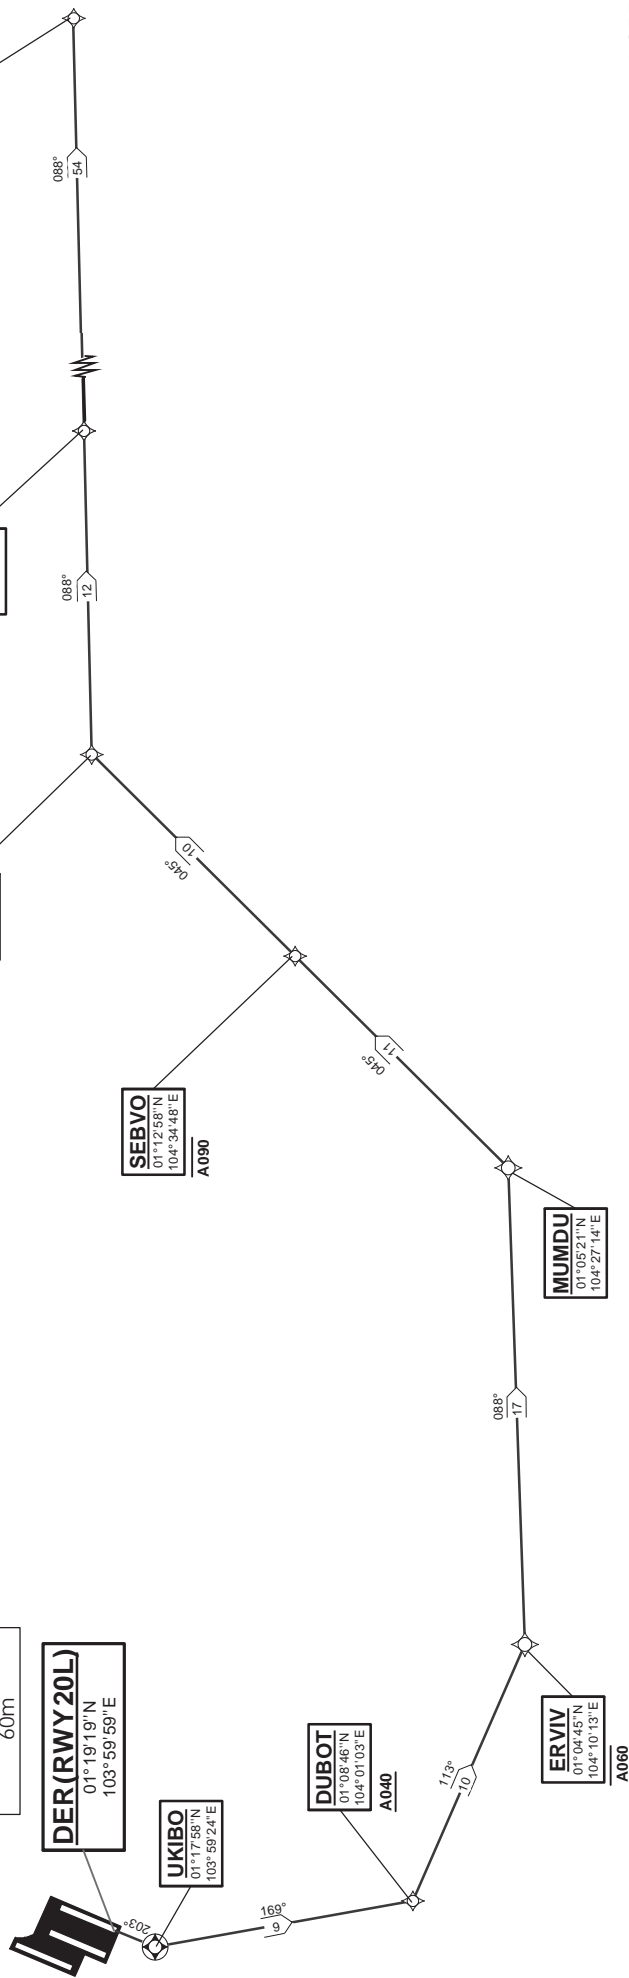 60m
DER(RWY20L)
01°19'19"N
103°59'59"E
203°
UKIBO
01°17'58"N
103°59'24"E
169°
9
DUBOT
01°08'46"N
104°01'03"E
A040
113°
10
ERVIV
01°04'45"N
104°10'13"E
A060
088°
17
MUMDU
01°05'21"N
104°27'14"E
045°
11
SEBVO
01°12'58"N
104°34'48"E
A090
045°
10
088°
12
088°
54